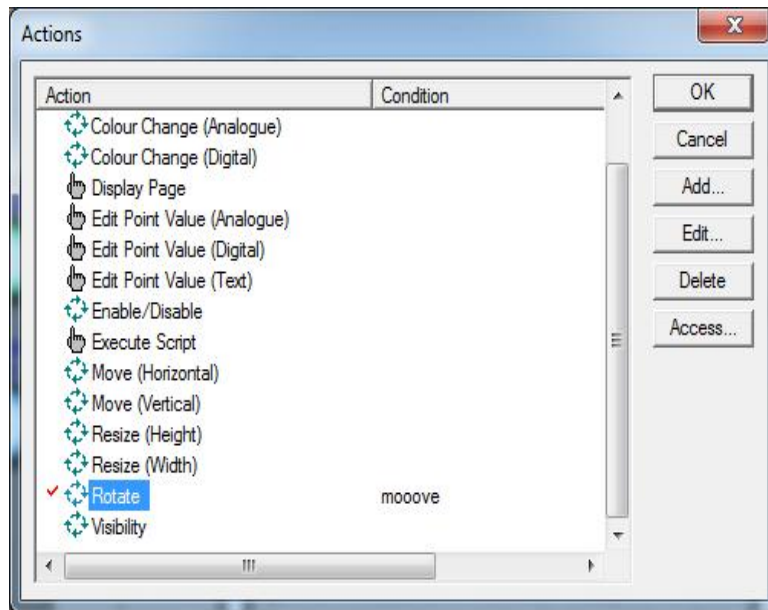 Actions
Action Condition
Colour Change (Analogue)
Colour Change (Digital)
Display Page
Edit Point Value (Analogue)
Edit Point Value (Digital)
Edit Point Value (Text)
Enable/Disable
Execute Script
Move (Horizontal)
Move (Vertical)
Resize (Height)
Resize (Width)
Rotate mooove
Visibility
OK
Cancel
Add...
Edit...
Delete
Access...